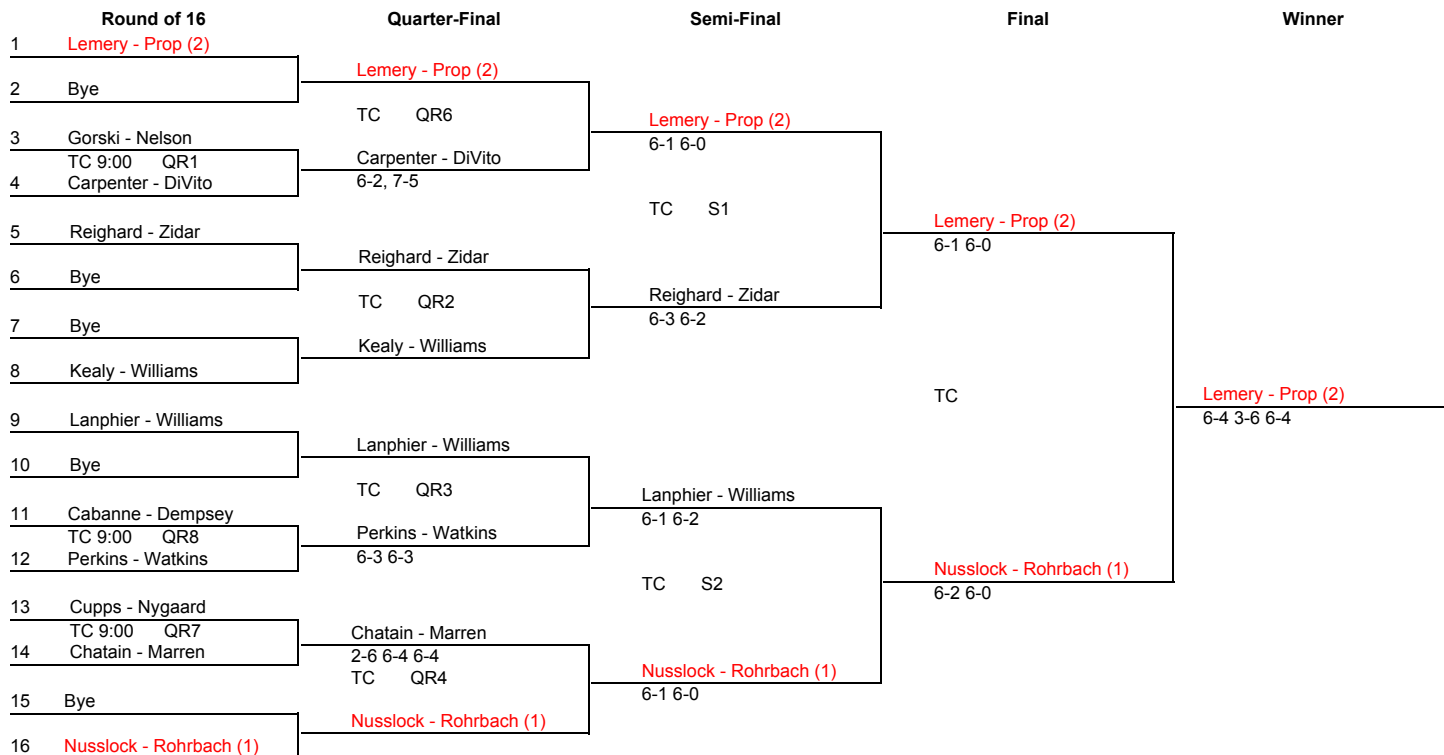 Round of 16 Quarter-Final Semi-Final Final Winner
1 Lemery - Prop (2)
Lemery - Prop (2)
2 Bye
TC QR6
Lemery - Prop (2)
6-1 6-0
3 Gorski - Nelson
TC 9:00 QR1
Carpenter - DiVito
6-2, 7-5
4 Carpenter - DiVito
TC S1
Lemery - Prop (2)
6-1 6-0
5 Reighard - Zidar
Reighard - Zidar
6 Bye
TC QR2
Reighard - Zidar
6-3 6-2
7 Bye
Kealy - Williams
8 Kealy - Williams
TC
Lemery - Prop (2)
6-4 3-6 6-4
9 Lanphier - Williams
Lanphier - Williams
10 Bye
TC QR3
Lanphier - Williams
6-1 6-2
11 Cabanne - Dempsey
TC 9:00 QR8
Perkins - Watkins
6-3 6-3
12 Perkins - Watkins
TC S2
Nusslock - Rohrbach (1)
6-2 6-0
13 Cupps - Nygaard
TC 9:00 QR7
Chatain - Marren
2-6 6-4 6-4
14 Chatain - Marren
TC QR4
Nusslock - Rohrbach (1)
6-1 6-0
15 Bye
Nusslock - Rohrbach (1)
16 Nusslock - Rohrbach (1)